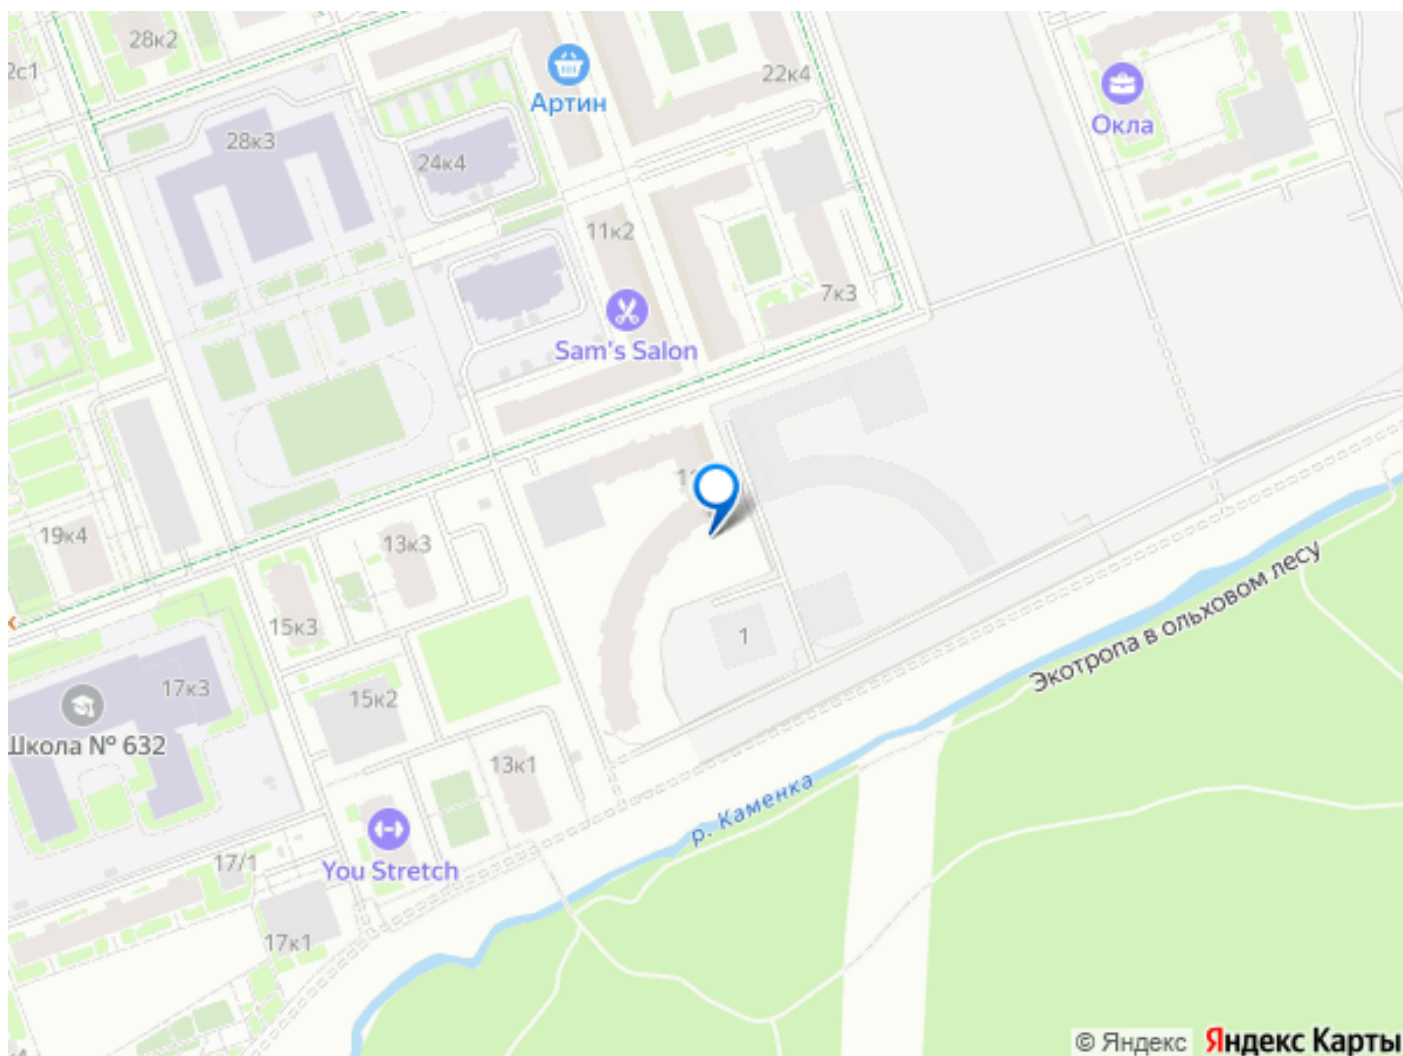 28к2
2с1
Артин
22к4
Окла
28к3
24к4
11к2
7к3
Sam's Salon
19к4
13к3
15к3
1
Экотропа в ольховом лесу
17к3
15к2
Школа № 632
13к1
р. Каменка
You Stretch
17/1
17к1
© Яндекс Яндекс Карты